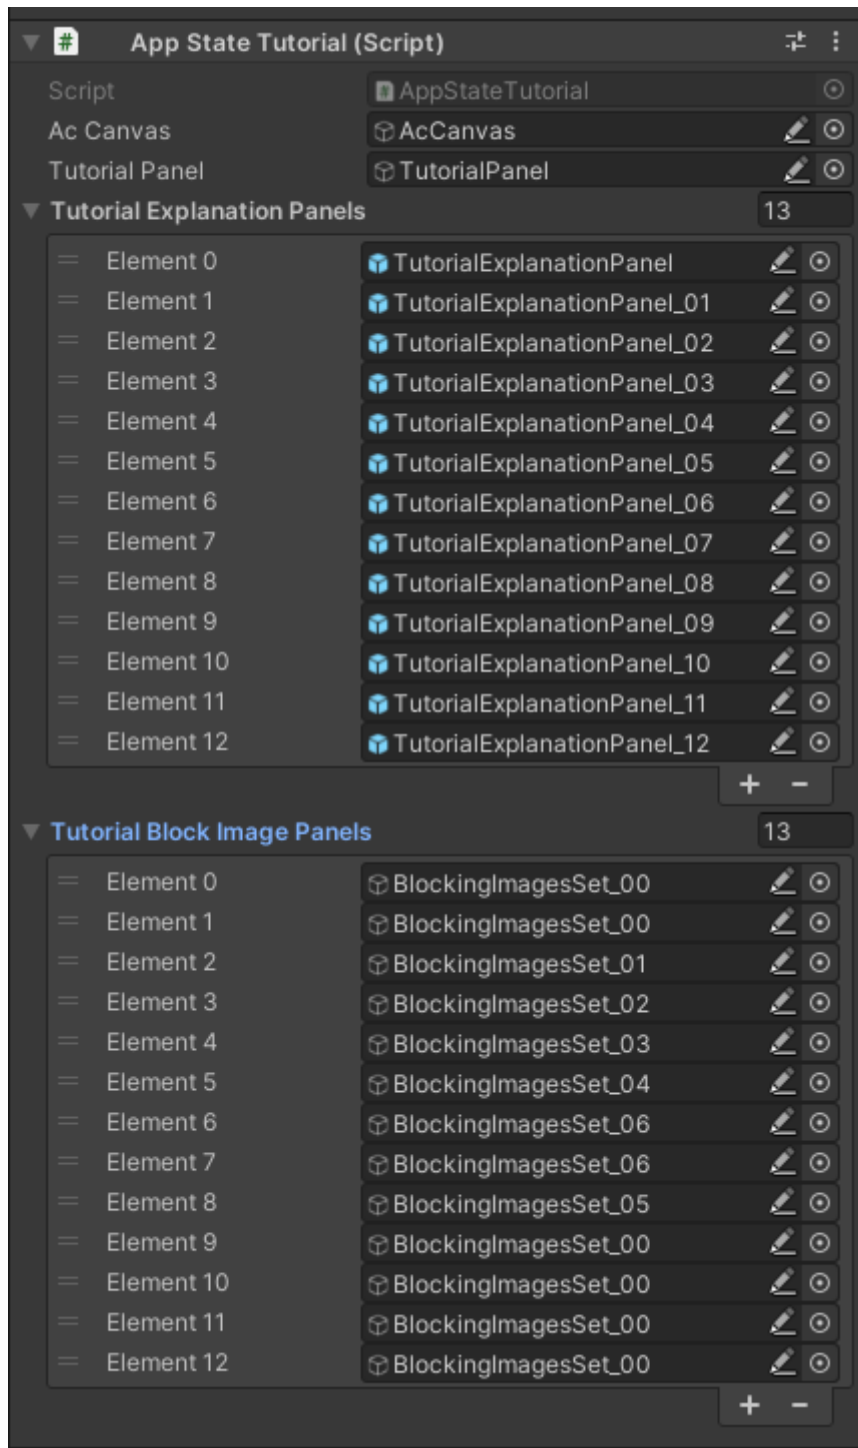 # App State Tutorial (Script)
Script AppStateTutorial
Ac Canvas AcCanvas
Tutorial Panel TutorialPanel
Tutorial Explanation Panels 13
Element 0 TutorialExplanationPanel
Element 1 TutorialExplanationPanel_01
Element 2 TutorialExplanationPanel_02
Element 3 TutorialExplanationPanel_03
Element 4 TutorialExplanationPanel_04
Element 5 TutorialExplanationPanel_05
Element 6 TutorialExplanationPanel_06
Element 7 TutorialExplanationPanel_07
Element 8 TutorialExplanationPanel_08
Element 9 TutorialExplanationPanel_09
Element 10 TutorialExplanationPanel_10
Element 11 TutorialExplanationPanel_11
Element 12 TutorialExplanationPanel_12
+ −
Tutorial Block Image Panels 13
Element 0 BlockingImagesSet_00
Element 1 BlockingImagesSet_00
Element 2 BlockingImagesSet_01
Element 3 BlockingImagesSet_02
Element 4 BlockingImagesSet_03
Element 5 BlockingImagesSet_04
Element 6 BlockingImagesSet_06
Element 7 BlockingImagesSet_06
Element 8 BlockingImagesSet_05
Element 9 BlockingImagesSet_00
Element 10 BlockingImagesSet_00
Element 11 BlockingImagesSet_00
Element 12 BlockingImagesSet_00
+ −